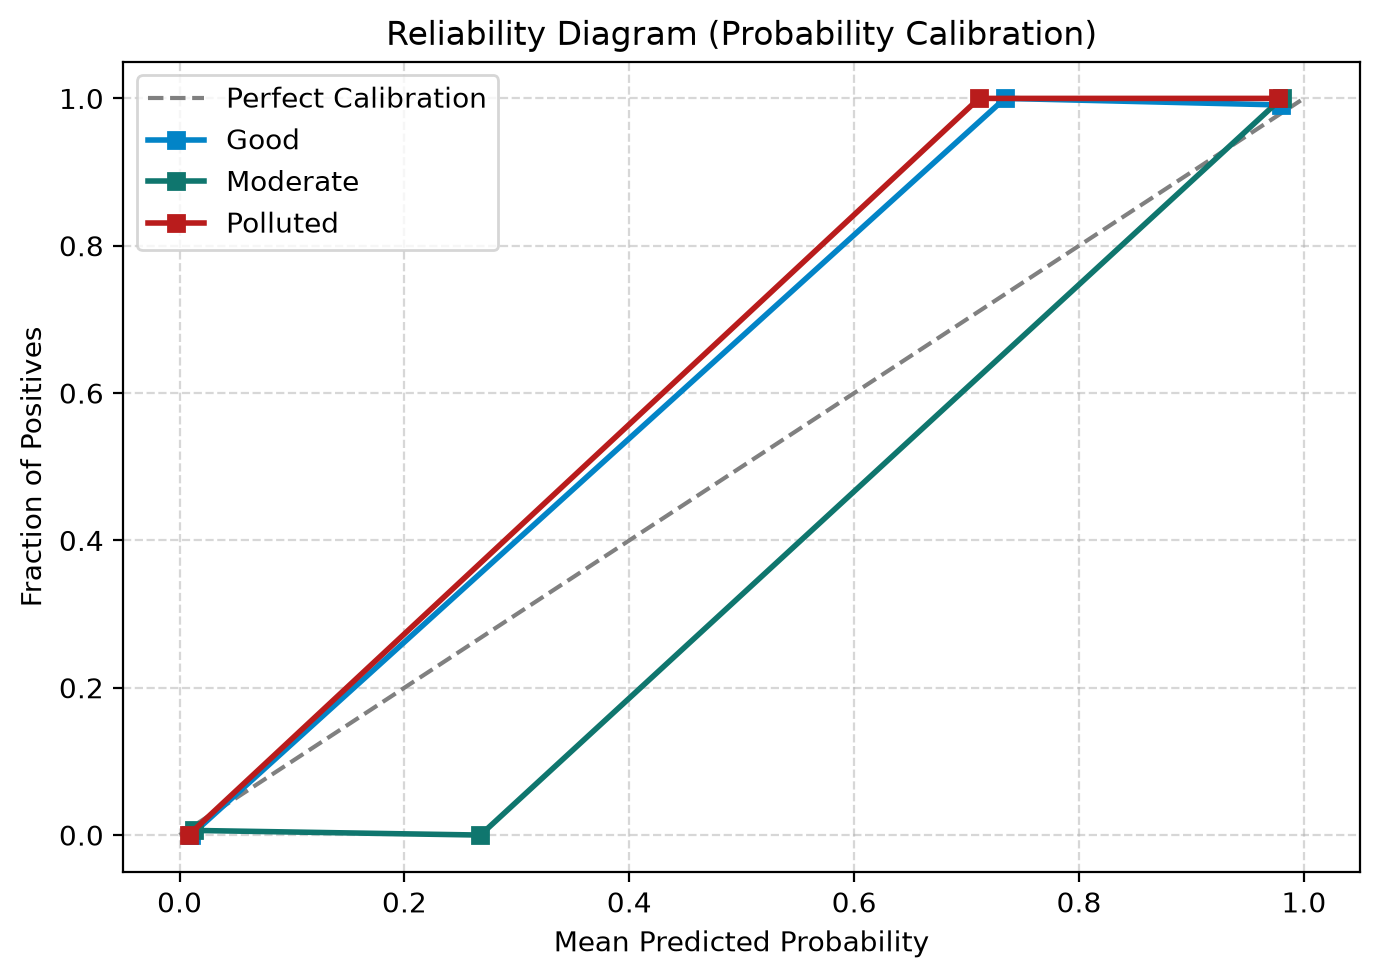 Reliability Diagram (Probability Calibration)
Perfect Calibration
Good
Moderate
Polluted
Fraction of Positives
1.0
0.8
0.6
0.4
0.2
0.0
0.0 0.2 0.4 0.6 0.8 1.0
Mean Predicted Probability